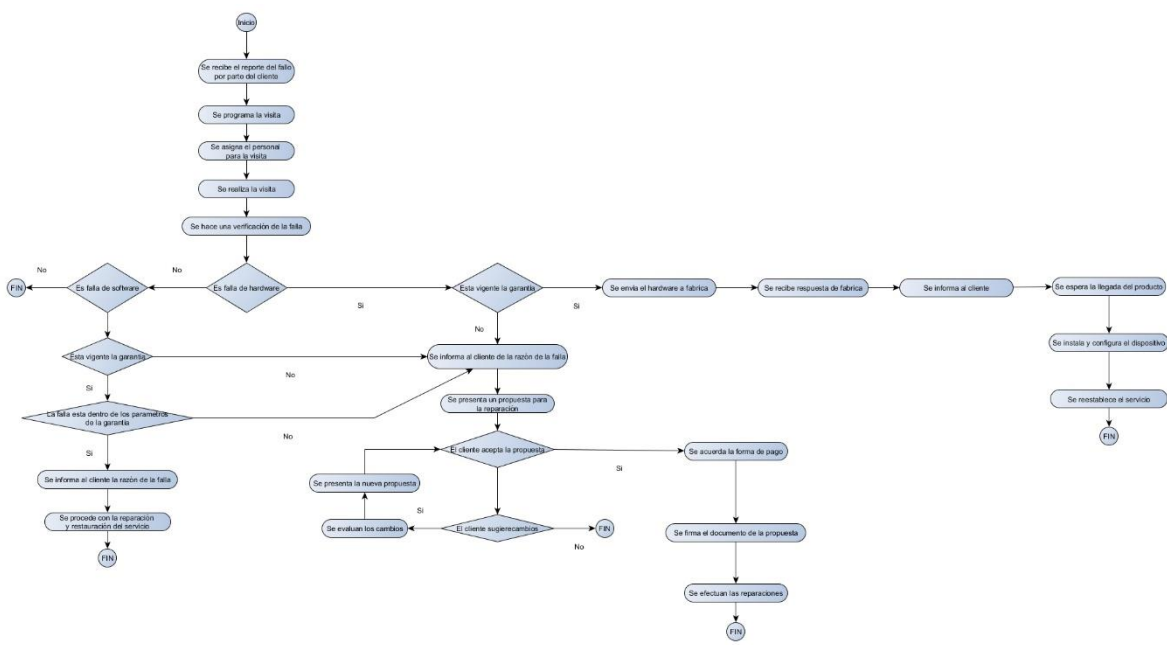 Inicio
Se recibe el reporte del fallo
por parte del cliente
Se programa la visita
Se asigna el personal
para la visita
Se realiza la visita
Se hace una verificación de la falla
FIN
No
Es falla de software
No
Es falla de hardware
Si
Esta vigente la garantia
Si
Se envia el hardware a fabrica
Se recibe respuesta de fabrica
Se informa al cliente
Se espera la llegada del producto
Se instala y configura el dispositivo
Se reestablece el servicio
FIN
No
Esta vigente la garantia
No
Si
Se informa al cliente de la razón de la falla
La falla esta dentro de los parametros
de la garantia
No
Si
Se informa al cliente la razón de la falla
Se procede con la reparación
y restauración del servicio
FIN
Se presenta un propuesta para
la reparacion
El cliente acepta la propuesta
Si
Se acuerda la forma de pago
Se firma el documento de la propuesta
Se efectuan las reparaciones
FIN
Se presenta la nueva propuesta
Si
Se evaluan los cambios
El cliente sugierecambios
No
FIN